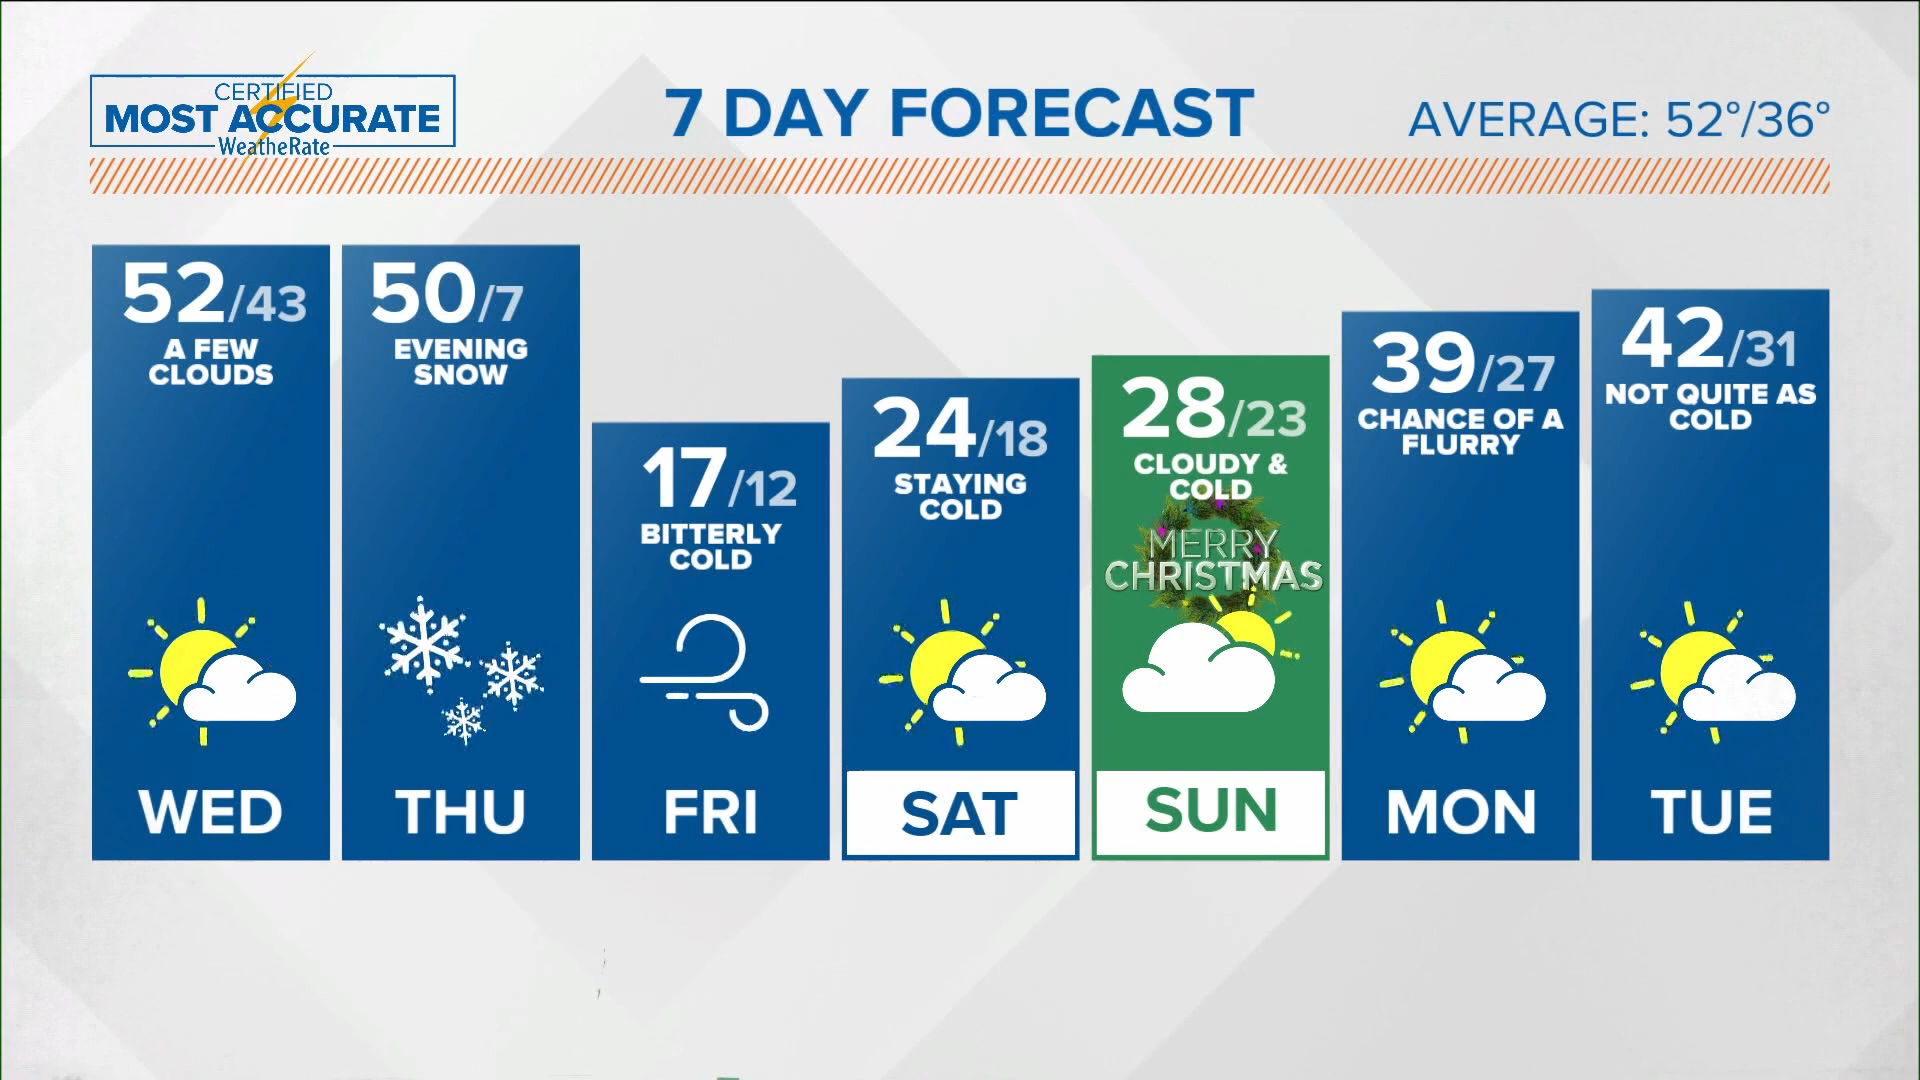 CERTIFIED
MOST ACCURATE
WeatheRate
7 DAY FORECAST
AVERAGE: 52°/36°
52/43
A FEW
CLOUDS
WED
50/7
EVENING
SNOW
THU
17/12
BITTERLY
COLD
FRI
24/18
STAYING
COLD
SAT
28/23
CLOUDY &
COLD
MERRY
CHRISTMAS
SUN
39/27
CHANCE OF A
FLURRY
MON
42/31
NOT QUITE AS
COLD
TUE